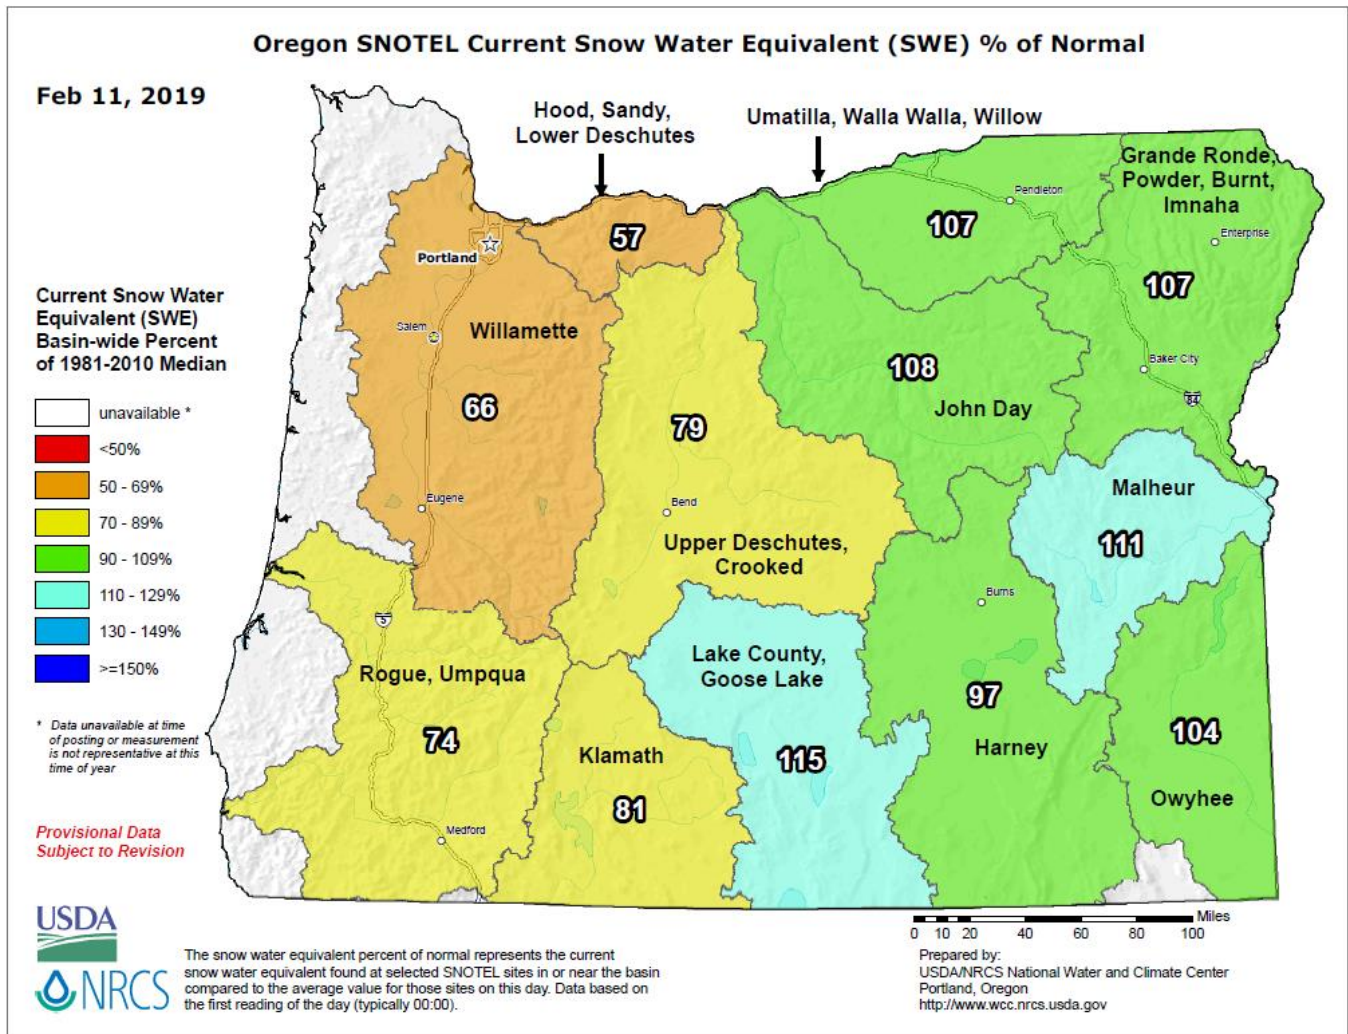 Oregon SNOTEL Current Snow Water Equivalent (SWE) % of Normal
Feb 11, 2019
Hood, Sandy,
Lower Deschutes
Umatilla, Walla Walla, Willow
Grande Ronde,
Powder, Burnt,
Imnaha
Pendleton
Enterprise
107
57
107
Portland
Current Snow Water
Equivalent (SWE)
Basin-wide Percent
of 1981-2010 Median
Salem
Willamette
66
79
108
John Day
Baker City
84
unavailable *
<50%
50 - 69%
70 - 89%
90 - 109%
110 - 129%
130 - 149%
>=150%
Eugene
Bend
Upper Deschutes,
Crooked
Malheur
111
Burns
5
Rogue, Umpqua
74
Lake County,
Goose Lake
115
97
Harney
104
Owyhee
Klamath
81
Medford
* Data unavailable at time
of posting or measurement
is not representative at this
time of year
Provisional Data
Subject to Revision
USDA
NRCS
The snow water equivalent percent of normal represents the current
snow water equivalent found at selected SNOTEL sites in or near the basin
compared to the average value for those sites on this day. Data based on
the first reading of the day (typically 00:00).
Miles
0 10 20 40 60 80 100
Prepared by:
USDA/NRCS National Water and Climate Center
Portland, Oregon
http://www.wcc.nrcs.usda.gov